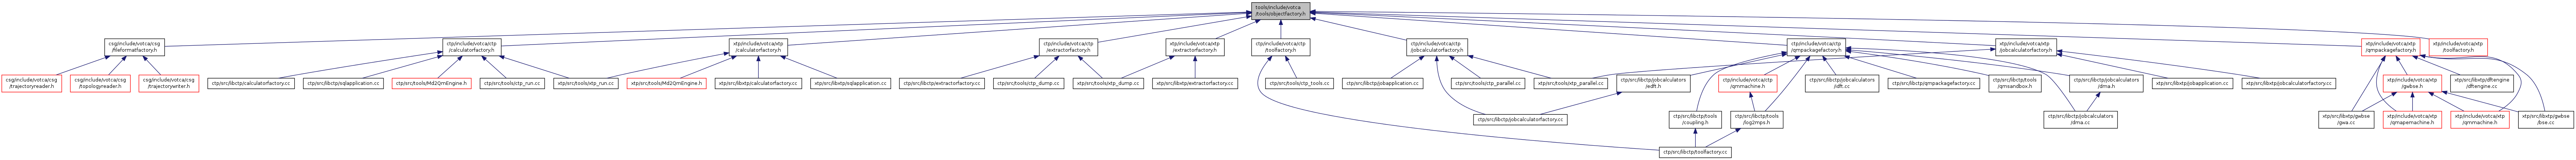 tools/include/votca
/tools/objectfactory.h
csg/include/votca/csg
/fileformatfactory.h
ctp/include/votca/ctp
/calculatorfactory.h
xtp/include/votca/xtp
/calculatorfactory.h
ctp/include/votca/ctp
/extractorfactory.h
xtp/include/votca/xtp
/extractorfactory.h
ctp/include/votca/ctp
/toolfactory.h
ctp/include/votca/ctp
/jobcalculatorfactory.h
ctp/include/votca/ctp
/qmpackagefactory.h
xtp/include/votca/xtp
/jobcalculatorfactory.h
xtp/include/votca/xtp
/qmpackagefactory.h
xtp/include/votca/xtp
/toolfactory.h
csg/include/votca/csg
/trajectoryreader.h
csg/include/votca/csg
/topologyreader.h
csg/include/votca/csg
/trajectorywriter.h
ctp/src/libctp/calculatorfactory.cc
ctp/src/libctp/sqlapplication.cc
ctp/src/tools/Md2QmEngine.h
ctp/src/tools/ctp_run.cc
xtp/src/tools/xtp_run.cc
xtp/src/tools/Md2QmEngine.h
xtp/src/libxtp/calculatorfactory.cc
xtp/src/libxtp/sqlapplication.cc
ctp/src/libctp/extractorfactory.cc
ctp/src/tools/ctp_dump.cc
xtp/src/tools/xtp_dump.cc
xtp/src/libxtp/extractorfactory.cc
ctp/src/tools/ctp_tools.cc
ctp/src/libctp/jobapplication.cc
ctp/src/tools/ctp_parallel.cc
xtp/src/tools/xtp_parallel.cc
ctp/src/libctp/jobcalculators
/edft.h
ctp/include/votca/ctp
/qmmachine.h
ctp/src/libctp/jobcalculators
/dft.cc
ctp/src/libctp/qmpackagefactory.cc
ctp/src/libctp/tools
/qmsandbox.h
ctp/src/libctp/jobcalculators
/dma.h
xtp/src/libxtp/jobapplication.cc
xtp/src/libxtp/jobcalculatorfactory.cc
xtp/include/votca/xtp
/gwbse.h
xtp/src/libxtp/dftengine
/dftengine.cc
ctp/src/libctp/jobcalculatorfactory.cc
ctp/src/libctp/tools
/coupling.h
ctp/src/libctp/tools
/log2mps.h
ctp/src/libctp/jobcalculators
/dma.cc
xtp/src/libxtp/gwbse
/gwa.cc
xtp/include/votca/xtp
/qmapemachine.h
xtp/include/votca/xtp
/qmmachine.h
xtp/src/libxtp/gwbse
/bse.cc
ctp/src/libctp/toolfactory.cc